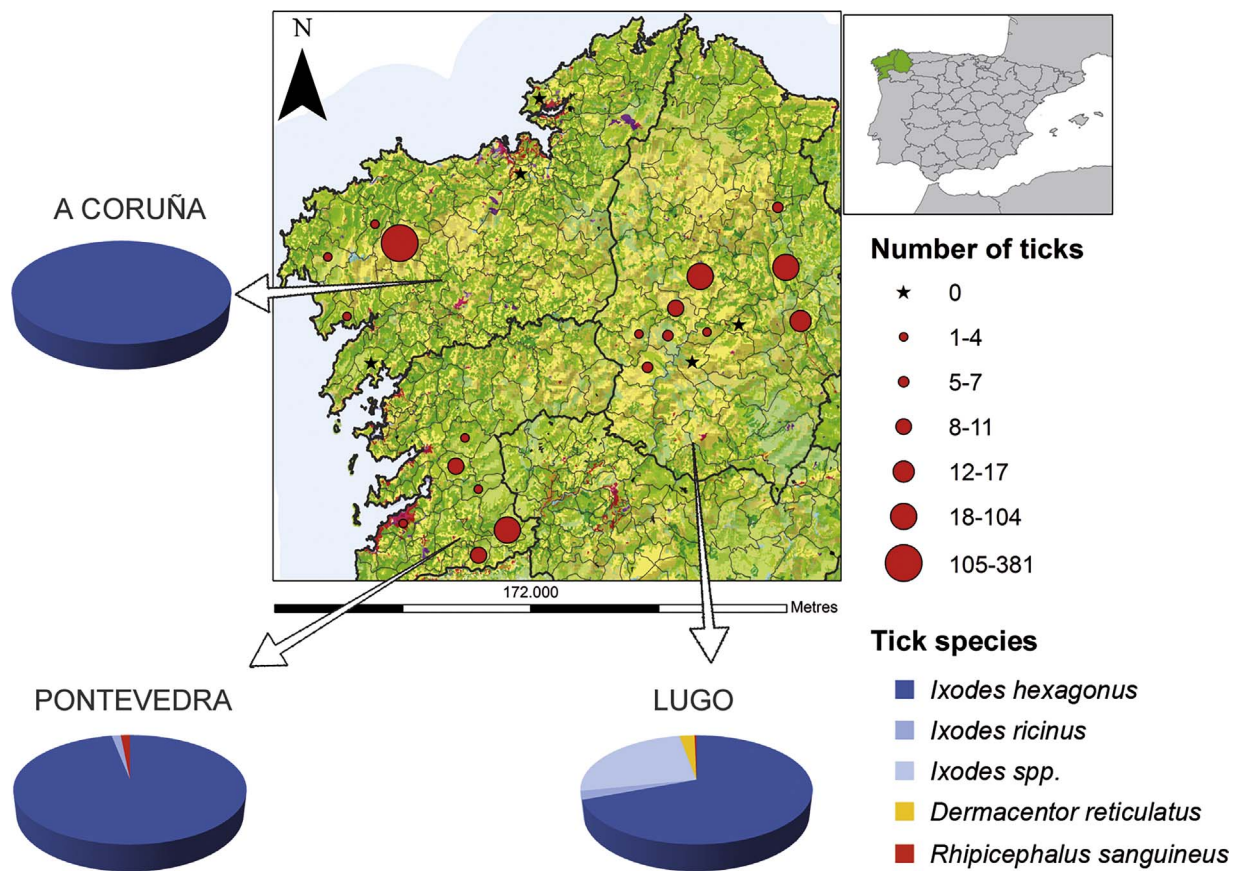 N
A CORUÑA
Number of ticks
0
1-4
5-7
8-11
12-17
18-104
105-381
172.000
Metres
Tick species
Ixodes hexagonus
Ixodes ricinus
Ixodes spp.
Dermacentor reticulatus
Rhipicephalus sanguineus
PONTEVEDRA
LUGO